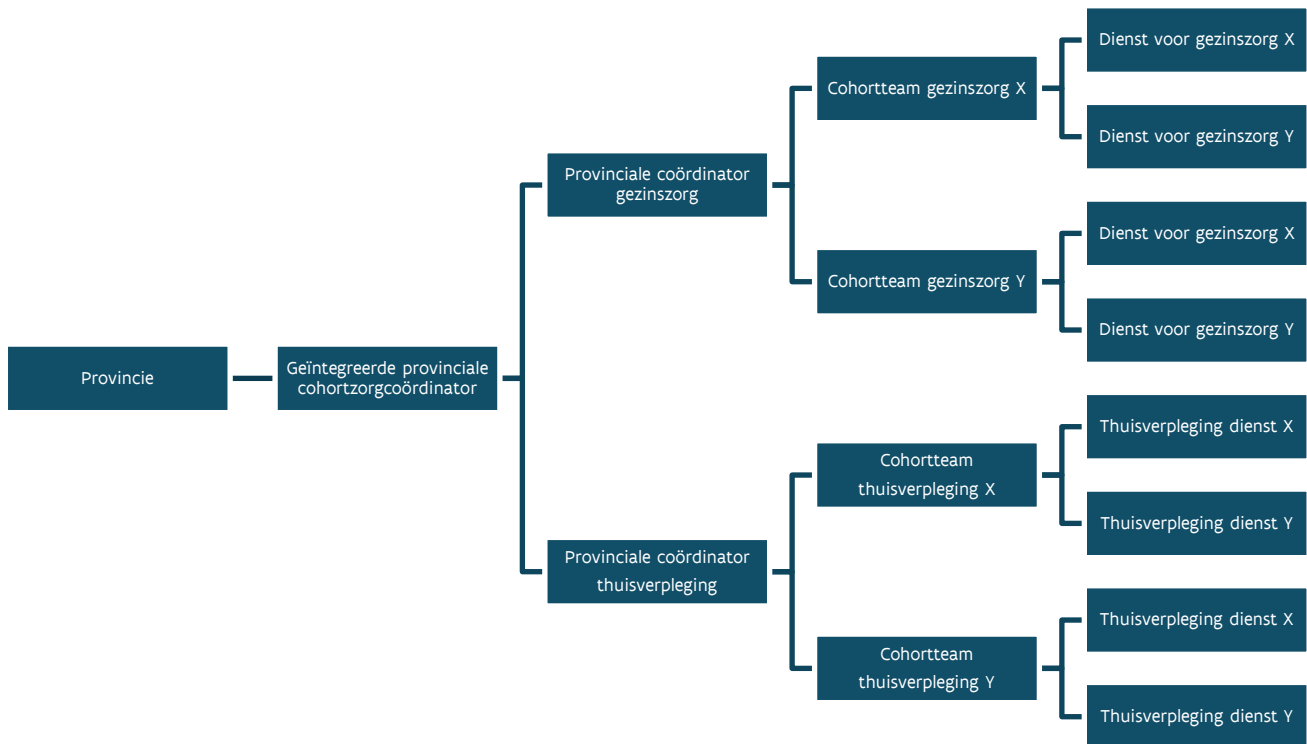 Provincie
Geïntegreerde provinciale
cohortzorgcoördinator
Provinciale coördinator
gezinszorg
Cohortteam gezinszorg X
Dienst voor gezinszorg X
Dienst voor gezinszorg Y
Cohortteam gezinszorg Y
Dienst voor gezinszorg X
Dienst voor gezinszorg Y
Provinciale coördinator
thuisverpleging
Cohortteam
thuisverpleging X
Thuisverpleging dienst X
Thuisverpleging dienst Y
Cohortteam
thuisverpleging Y
Thuisverpleging dienst X
Thuisverpleging dienst Y